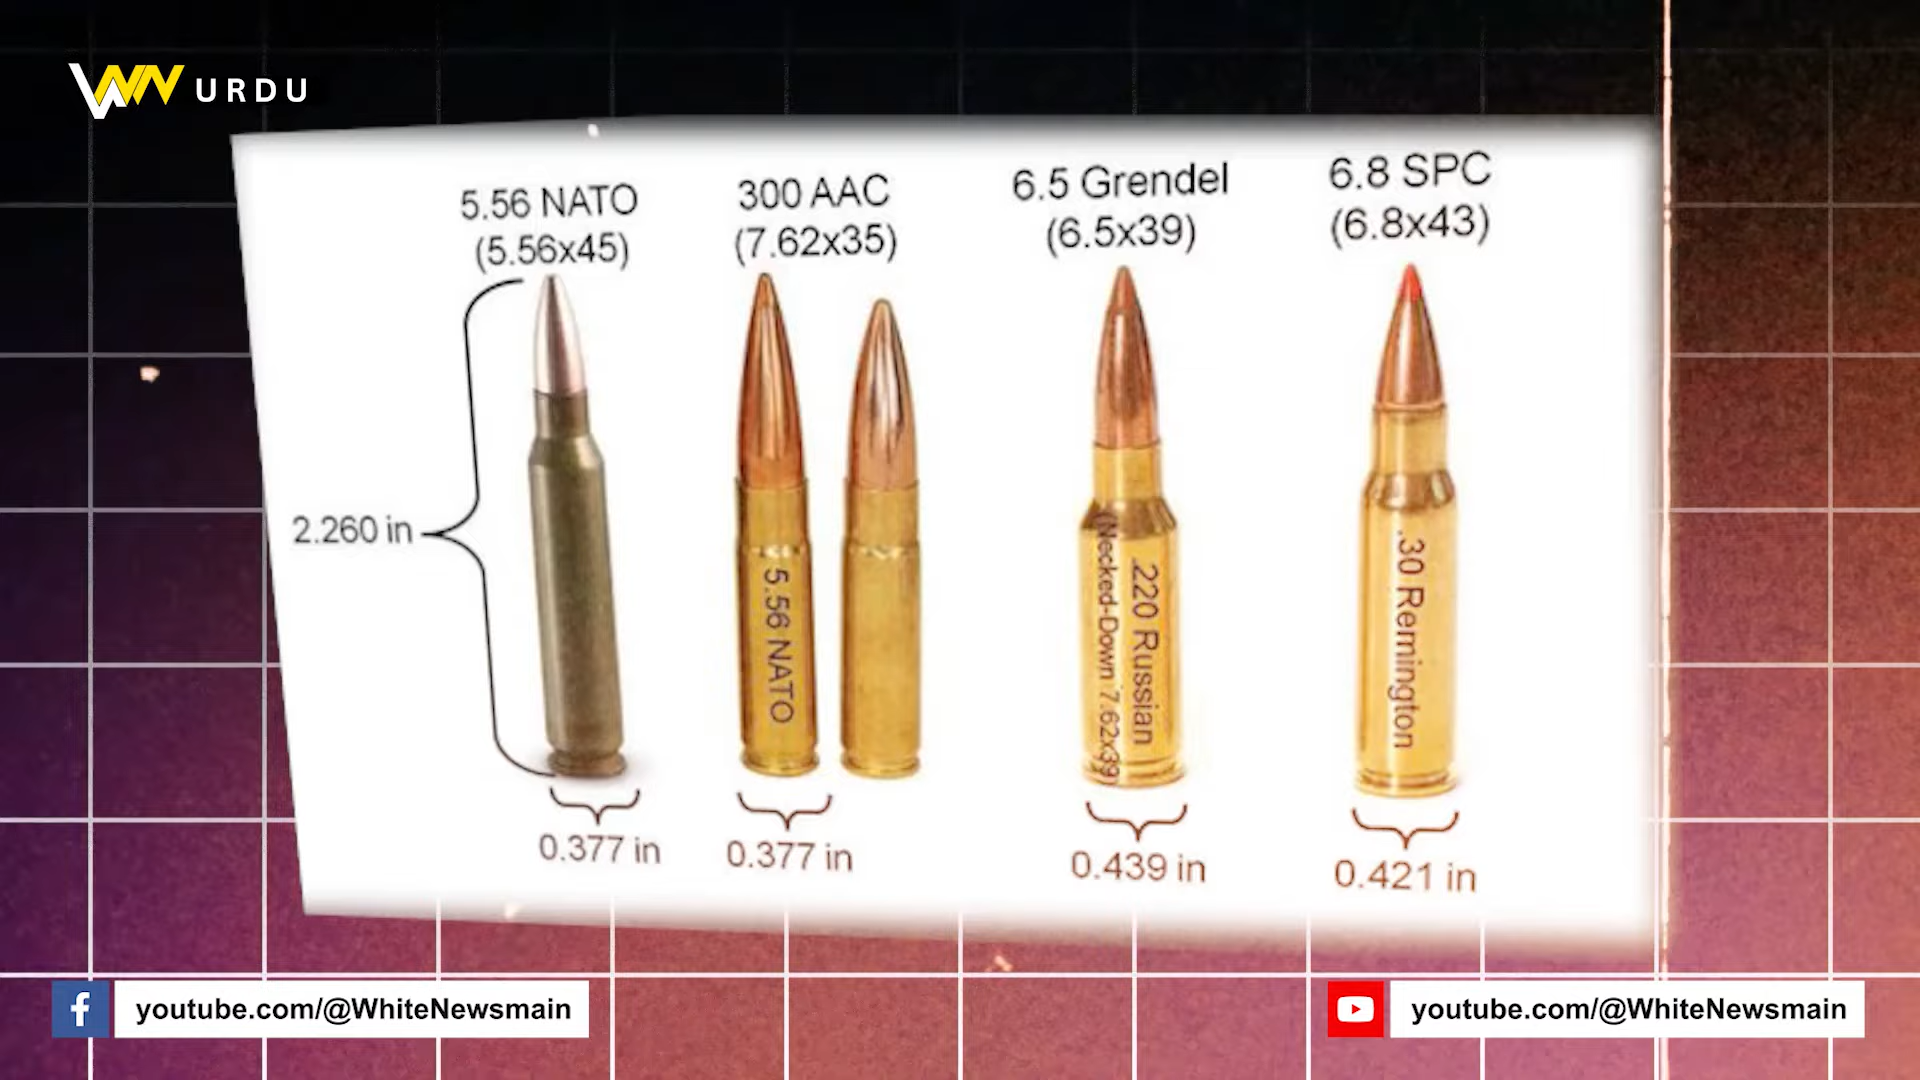 WN URDU
5.56 NATO
(5.56x45)
300 AAC
(7.62x35)
6.5 Grendel
(6.5x39)
6.8 SPC
(6.8x43)
2.260 in
5.56 NATO
.220 Russian
(Necked-Down 7.62x39)
.30 Remington
0.377 in
0.377 in
0.439 in
0.421 in
youtube.com/@WhiteNewsmain
youtube.com/@WhiteNewsmain